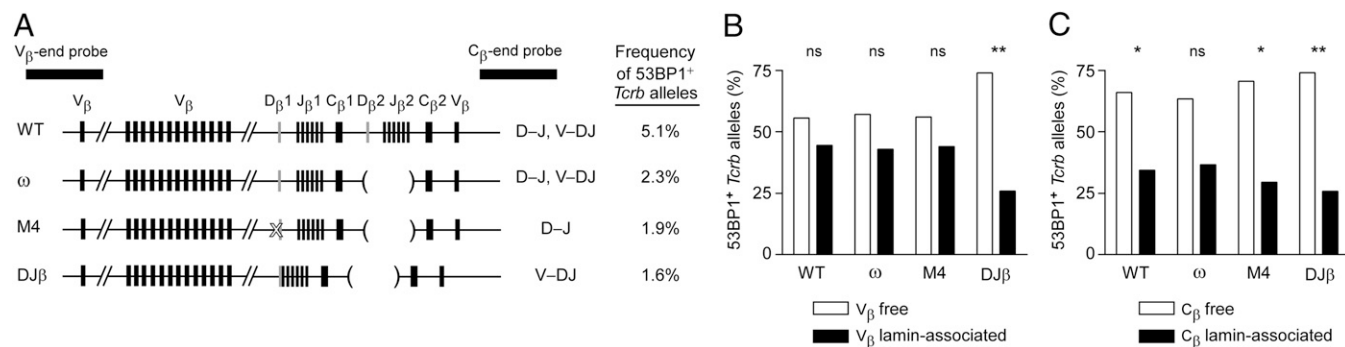 A
Vβ-end probe
Cβ-end probe
Frequency
of 53BP1+
Tcrb alleles
Vβ Vβ Dβ1 Jβ1 Cβ1 Dβ2 Jβ2 Cβ2 Vβ
WT // // D–J, V–DJ 5.1%
ω // // ( ) D–J, V–DJ 2.3%
M4 // // X ( ) D–J 1.9%
DJβ // // ( ) V–DJ 1.6%
B
ns ns ns **
53BP1+ Tcrb alleles (%)
75
50
25
0
WT ω M4 DJβ
Vβ free
Vβ lamin-associated
C
* ns * **
53BP1+ Tcrb alleles (%)
75
50
25
0
WT ω M4 DJβ
Cβ free
Cβ lamin-associated